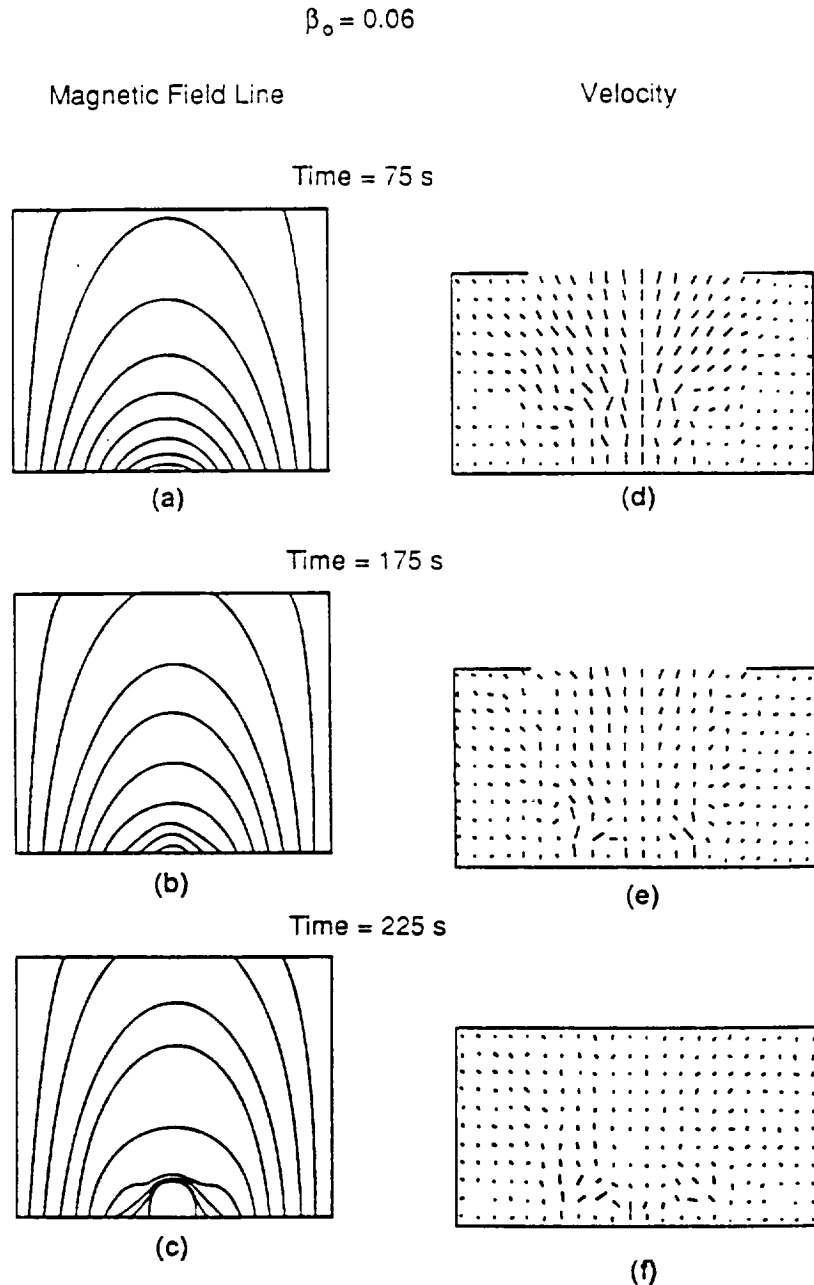 β₀ = 0.06
Magnetic Field Line
Velocity
Time = 75 s
(a)
(d)
Time = 175 s
(b)
(e)
Time = 225 s
(c)
(f)